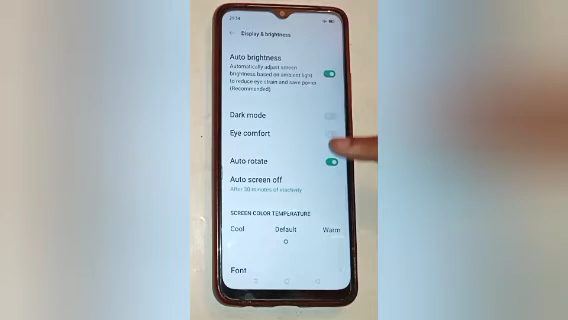 21:14
Display & brightness
Auto brightness
Automatically adjust screen
brightness based on ambient light
to reduce eye strain and save power.
(Recommended)
Dark mode
Eye comfort
Auto rotate
Auto screen off
After 30 minutes of inactivity
SCREEN COLOR TEMPERATURE
Cool Default Warm
Font